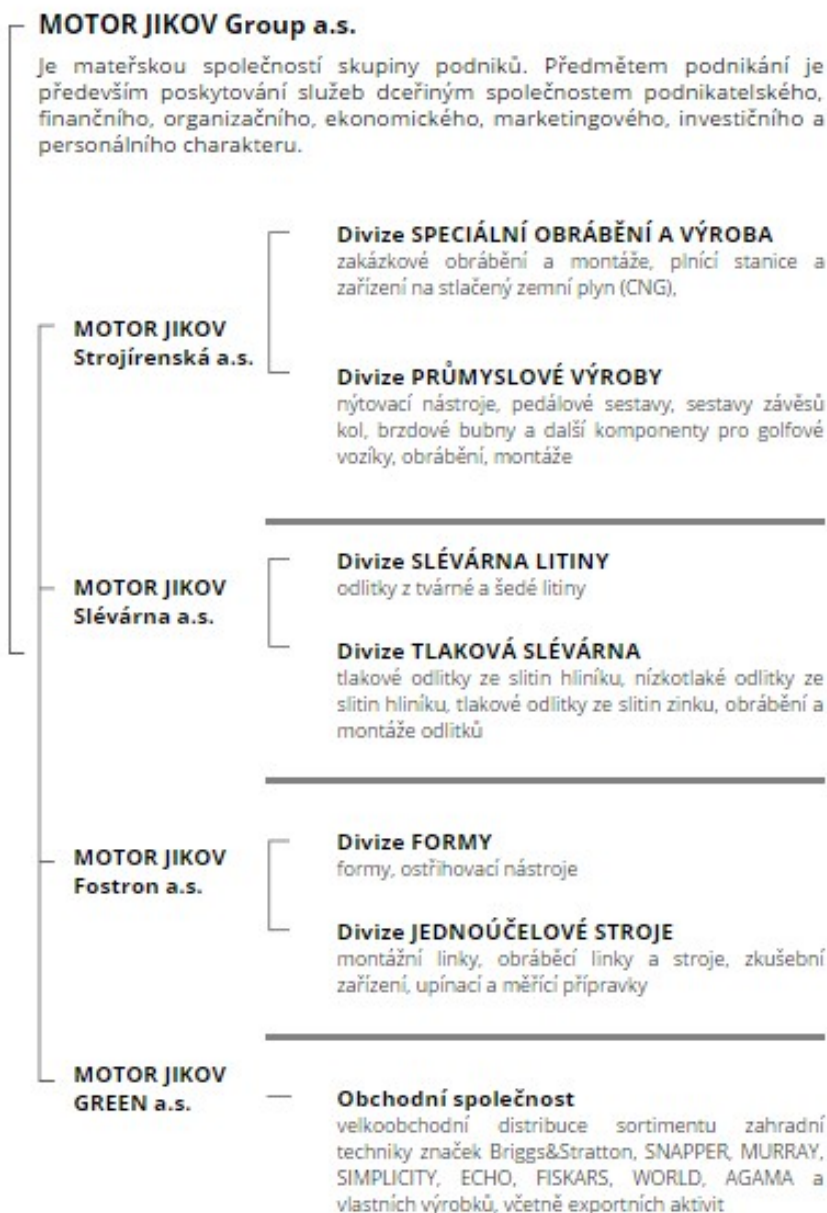 MOTOR JIKOV Group a.s.
Je mateřskou společností skupiny podniků. Předmětem podnikání je
především poskytování služeb dceřiným společnostem podnikatelského,
finančního, organizačního, ekonomického, marketingového, investičního a
personálního charakteru.
MOTOR JIKOV
Strojírenská a.s.
Divize SPECIÁLNÍ OBRÁBĚNÍ A VÝROBA
zakázkové obrábění a montáže, plnící stanice a
zařízení na stlačený zemní plyn (CNG),
Divize PRŮMYSLOVÉ VÝROBY
nýtovací nástroje, pedálové sestavy, sestavy závěsů
kol, brzdové bubny a další komponenty pro golfové
vozíky, obrábění, montáže
MOTOR JIKOV
Slévárna a.s.
Divize SLÉVÁRNA LITINY
odlitky z tvárné a šedé litiny
Divize TLAKOVÁ SLÉVÁRNA
tlakové odlitky ze slitin hliníku, nízkotlaké odlitky ze
slitin hliníku, tlakové odlitky ze slitin zinku, obrábění a
montáže odlitků
MOTOR JIKOV
Fostron a.s.
Divize FORMY
formy, ostřihovací nástroje
Divize JEDNOÚČELOVÉ STROJE
montážní linky, obráběcí linky a stroje, zkušební
zařízení, upínací a měřící přípravky
MOTOR JIKOV
GREEN a.s.
Obchodní společnost
velkoobchodní distribuce sortimentu zahradní
techniky značek Briggs&Stratton, SNAPPER, MURRAY,
SIMPLICITY, ECHO, FISKARS, WORLD, AGAMA a
vlastních výrobků, včetně exportních aktivit